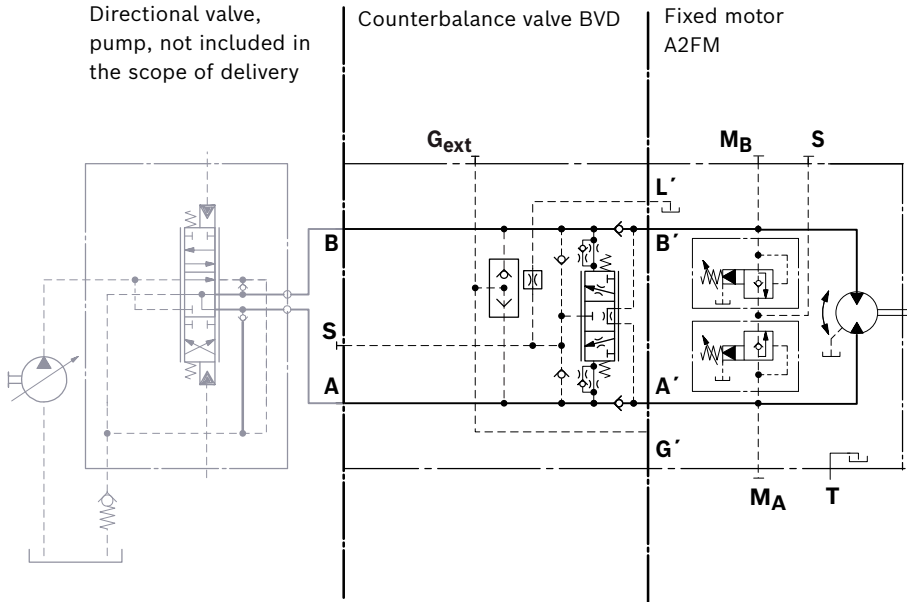 Directional valve,
pump, not included in
the scope of delivery
Counterbalance valve BVD
Fixed motor
A2FM
Gext
MB
S
L´
B
B´
S
A
A´
G´
MA
T